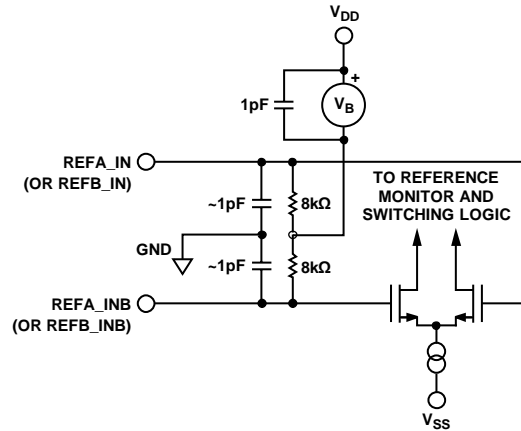 VDD
1pF
+
VB
REFA_IN
(OR REFB_IN)
TO REFERENCE
MONITOR AND
SWITCHING LOGIC
~1pF
8kΩ
GND
~1pF
8kΩ
REFA_INB
(OR REFB_INB)
VSS